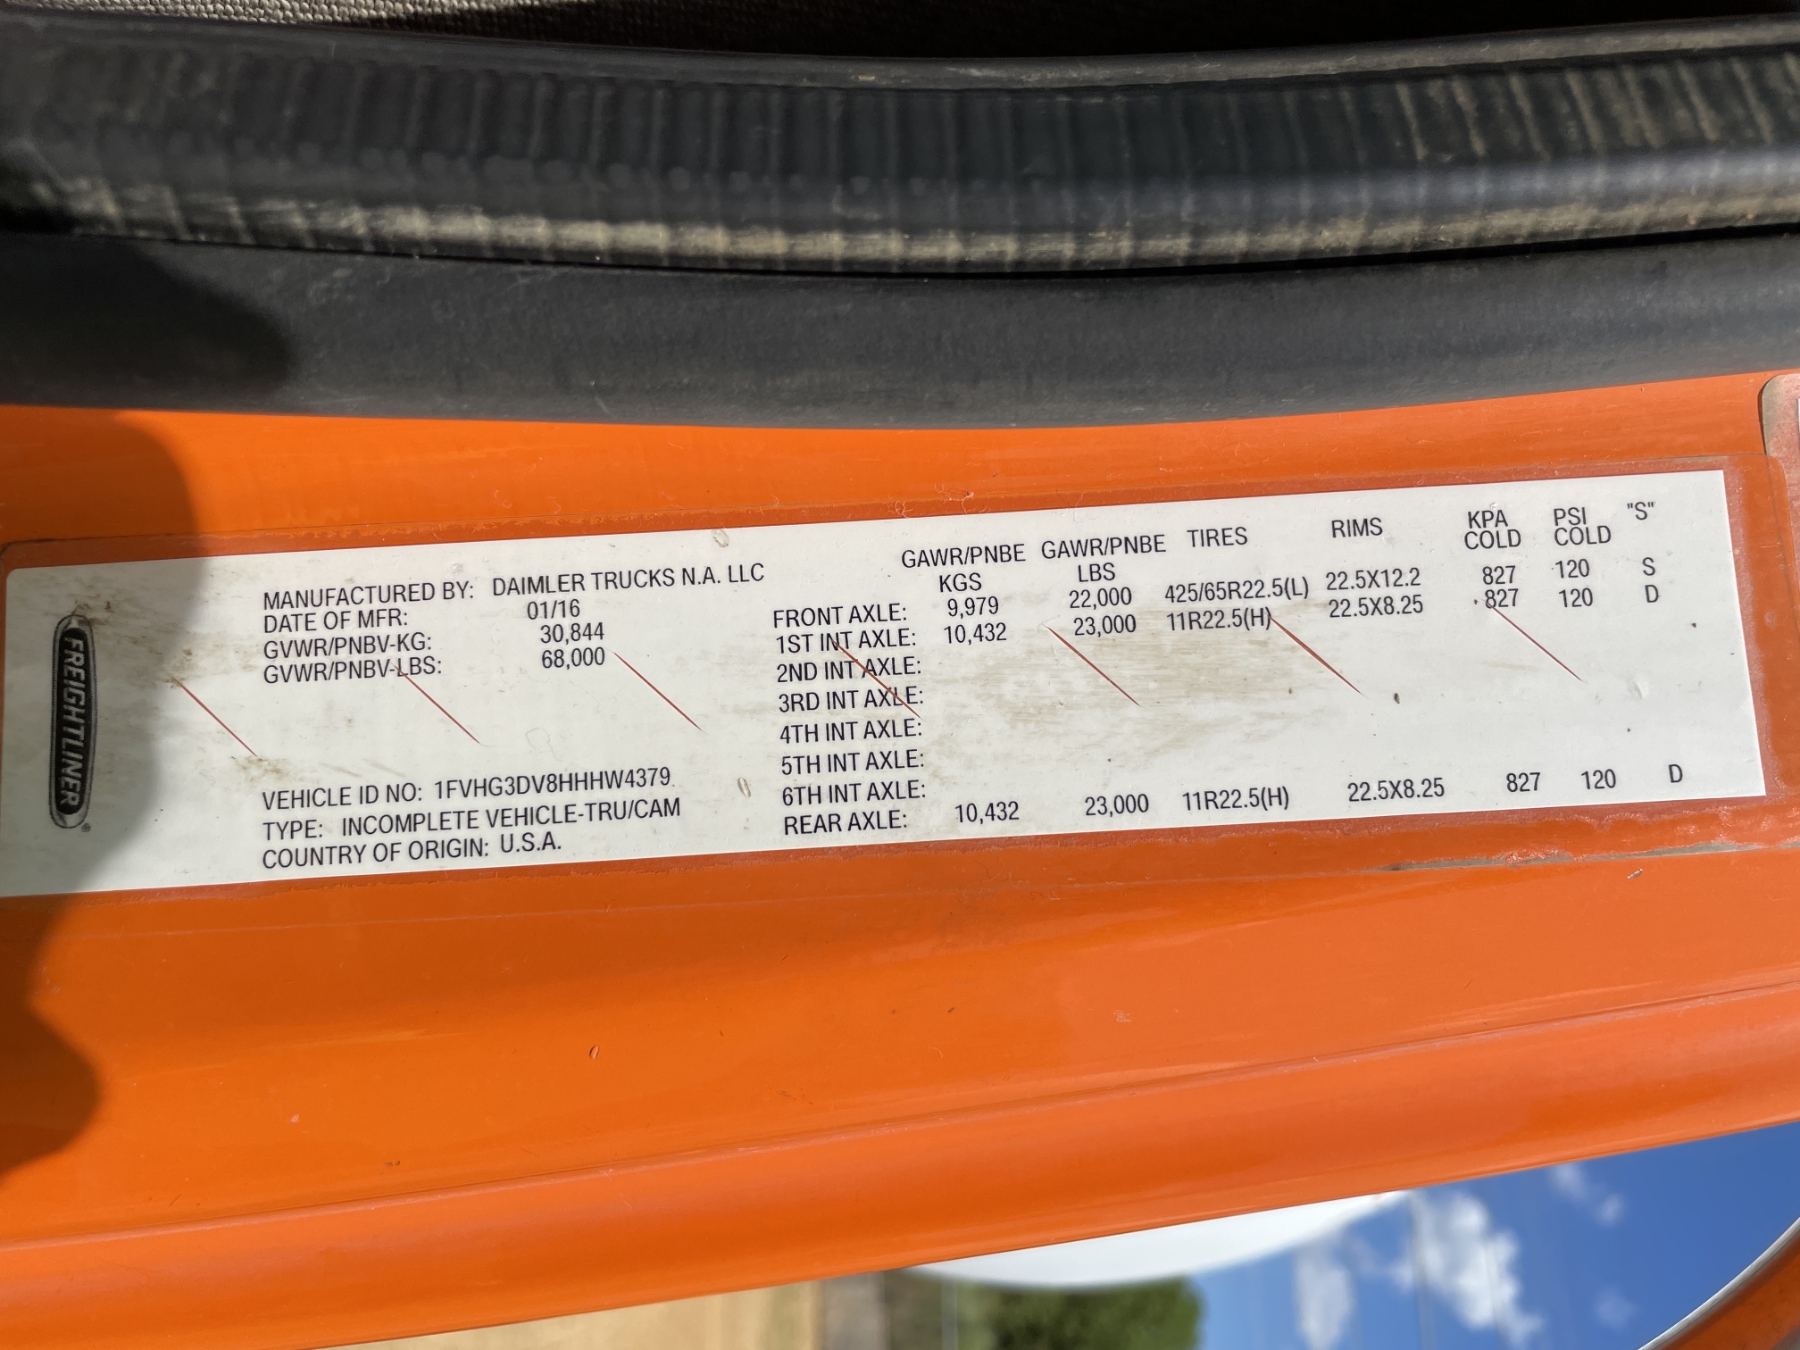 FREIGHTLINER
MANUFACTURED BY: DAIMLER TRUCKS N.A. LLC
DATE OF MFR: 01/16
GVWR/PNBV-KG: 30,844
GVWR/PNBV-LBS: 68,000
VEHICLE ID NO: 1FVHG3DV8HHHW4379
TYPE: INCOMPLETE VEHICLE-TRU/CAM
COUNTRY OF ORIGIN: U.S.A.
GAWR/PNBE KGS GAWR/PNBE LBS TIRES RIMS KPA COLD PSI COLD "S"
FRONT AXLE: 9,979 22,000 425/65R22.5(L) 22.5X12.2 827 120 S
1ST INT AXLE: 10,432 23,000 11R22.5(H) 22.5X8.25 827 120 D
2ND INT AXLE:
3RD INT AXLE:
4TH INT AXLE:
5TH INT AXLE:
6TH INT AXLE:
REAR AXLE: 10,432 23,000 11R22.5(H) 22.5X8.25 827 120 D